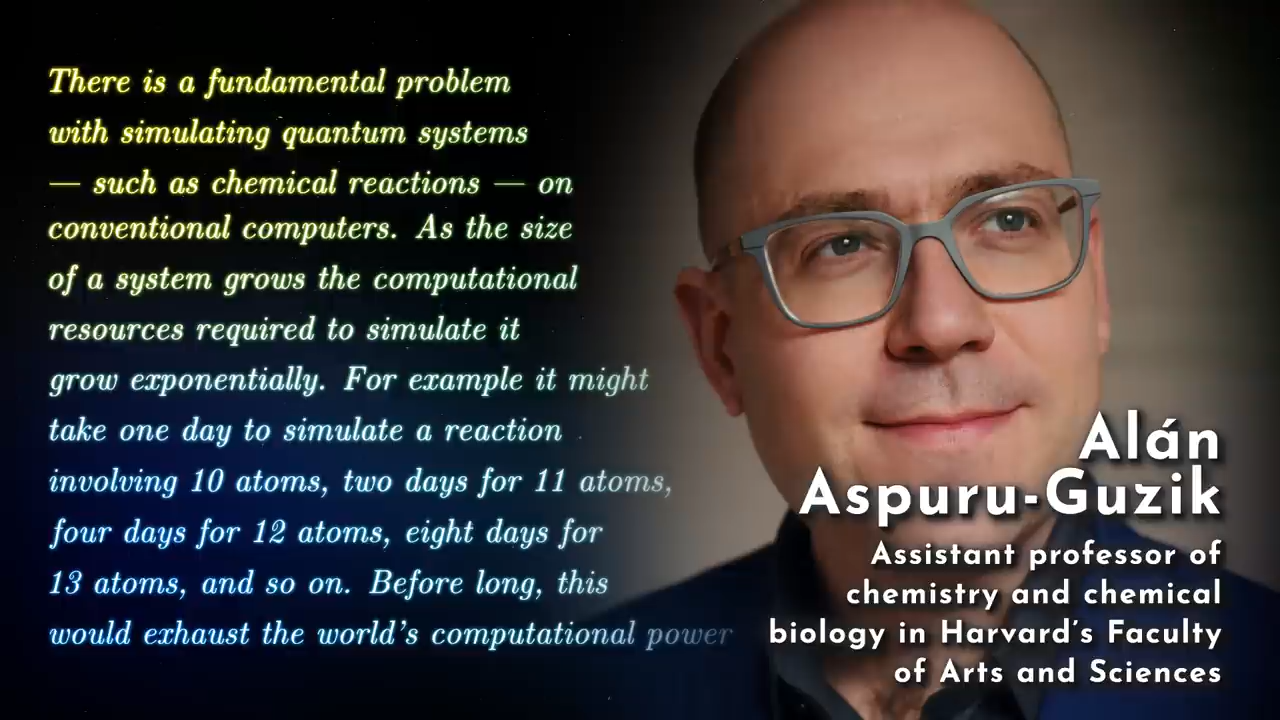 There is a fundamental problem
with simulating quantum systems
— such as chemical reactions — on
conventional computers. As the size
of a system grows the computational
resources required to simulate it
grow exponentially. For example it might
take one day to simulate a reaction
involving 10 atoms, two days for 11 atoms,
four days for 12 atoms, eight days for
13 atoms, and so on. Before long, this
would exhaust the world's computational power
Alán
Aspuru-Guzik
Assistant professor of
chemistry and chemical
biology in Harvard's Faculty
of Arts and Sciences